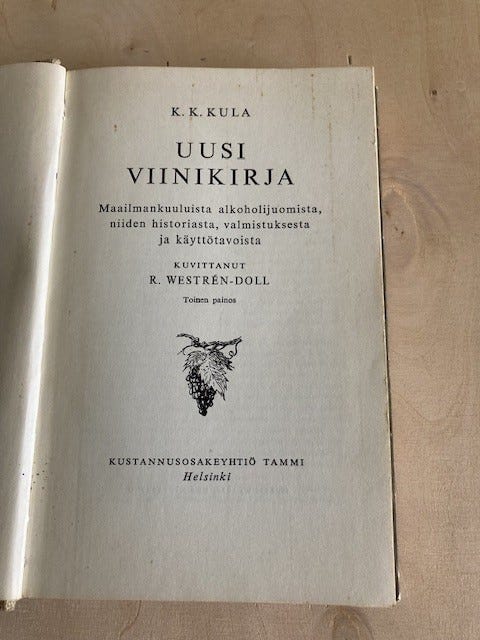 K. K. KULA
UUSI
VIINIKIRJA
Maailmankuuluista alkoholijuomista,
niiden historiasta, valmistuksesta
ja käyttötavoista
KUVITTANUT
R. WESTRÉN-DOLL
Toinen painos
KUSTANNUSOSAKEYHTIÖ TAMMI
Helsinki